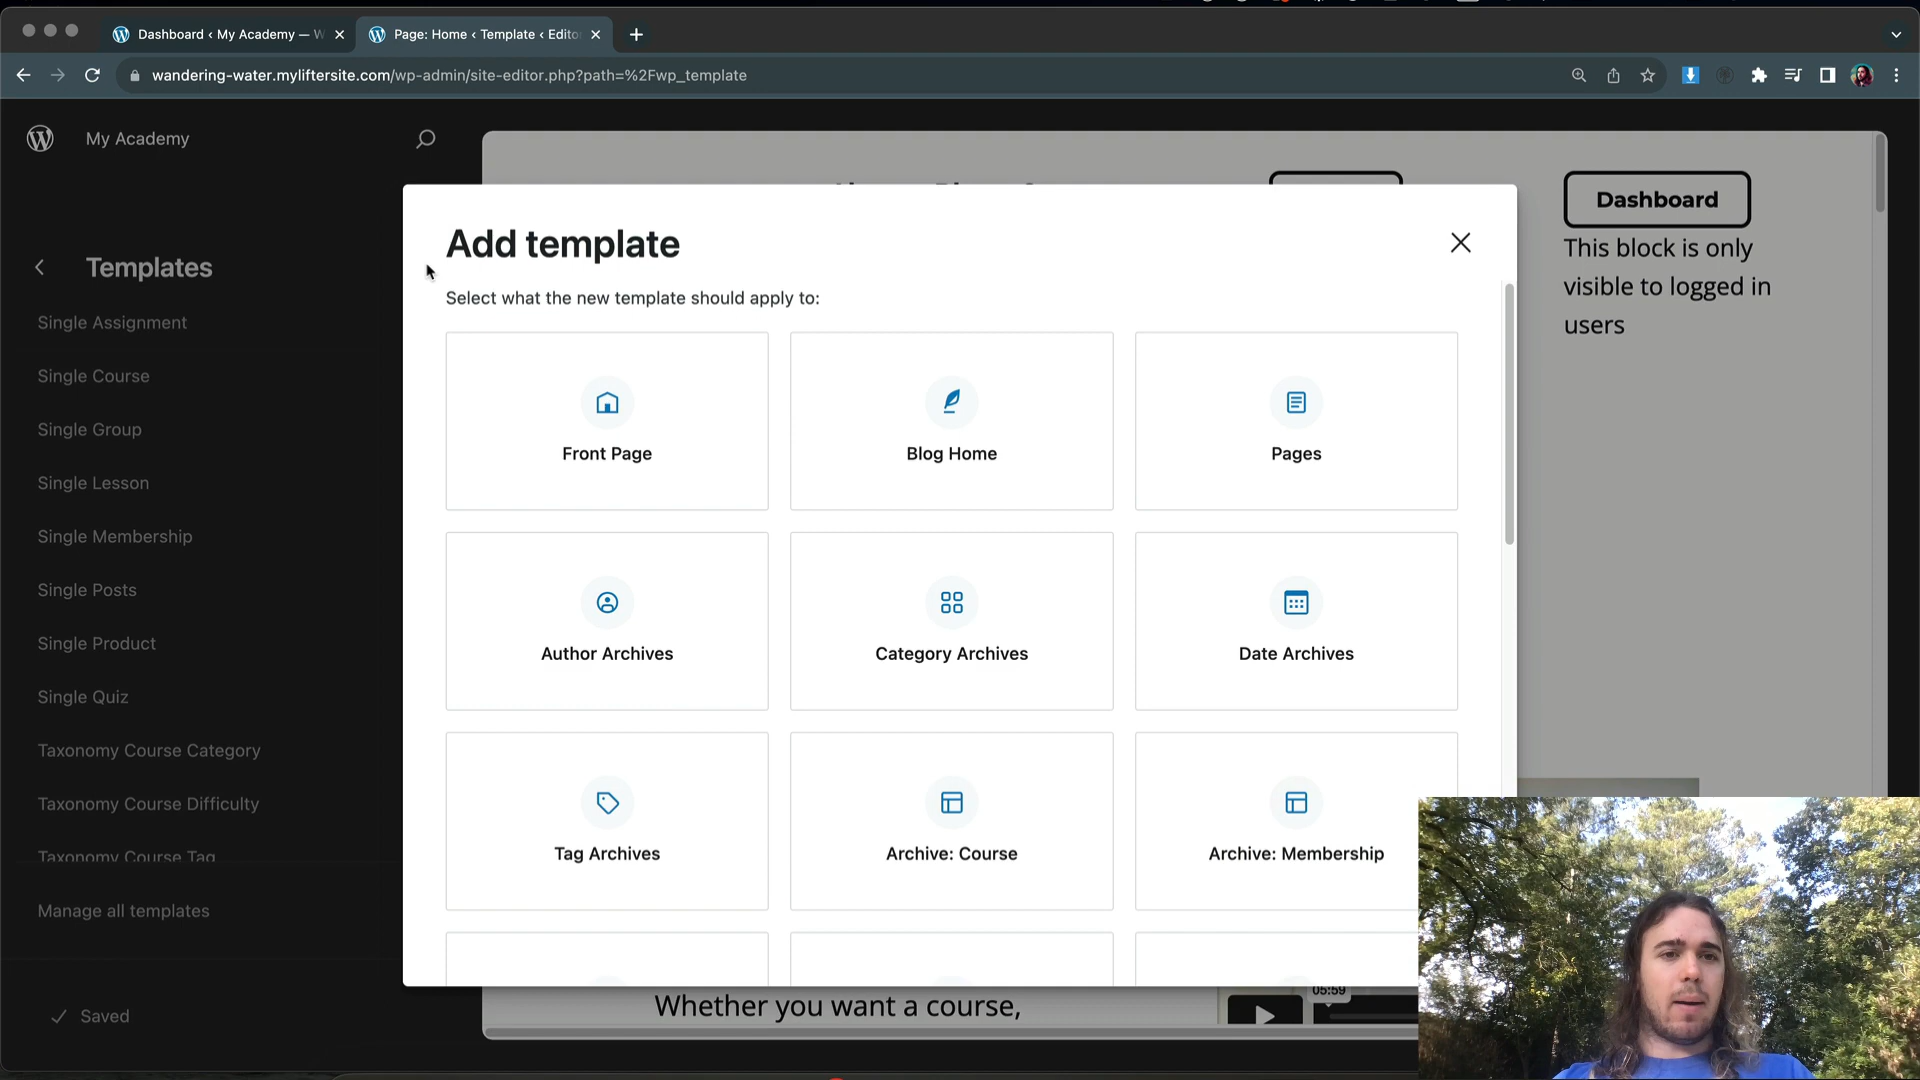 Dashboard ‹ My Academy — W
Page: Home ‹ Template ‹ Edito
wandering-water.myliftersite.com/wp-admin/site-editor.php?path=%2Fwp_template
My Academy
Templates
Single Assignment
Single Course
Single Group
Single Lesson
Single Membership
Single Posts
Single Product
Single Quiz
Taxonomy Course Category
Taxonomy Course Difficulty
Taxonomy Course Tag
Manage all templates
Saved
Add template
Select what the new template should apply to:
Front Page
Blog Home
Pages
Author Archives
Category Archives
Date Archives
Tag Archives
Archive: Course
Archive: Membership
Dashboard
This block is only
visible to logged in
users
Whether you want a course,
05:59